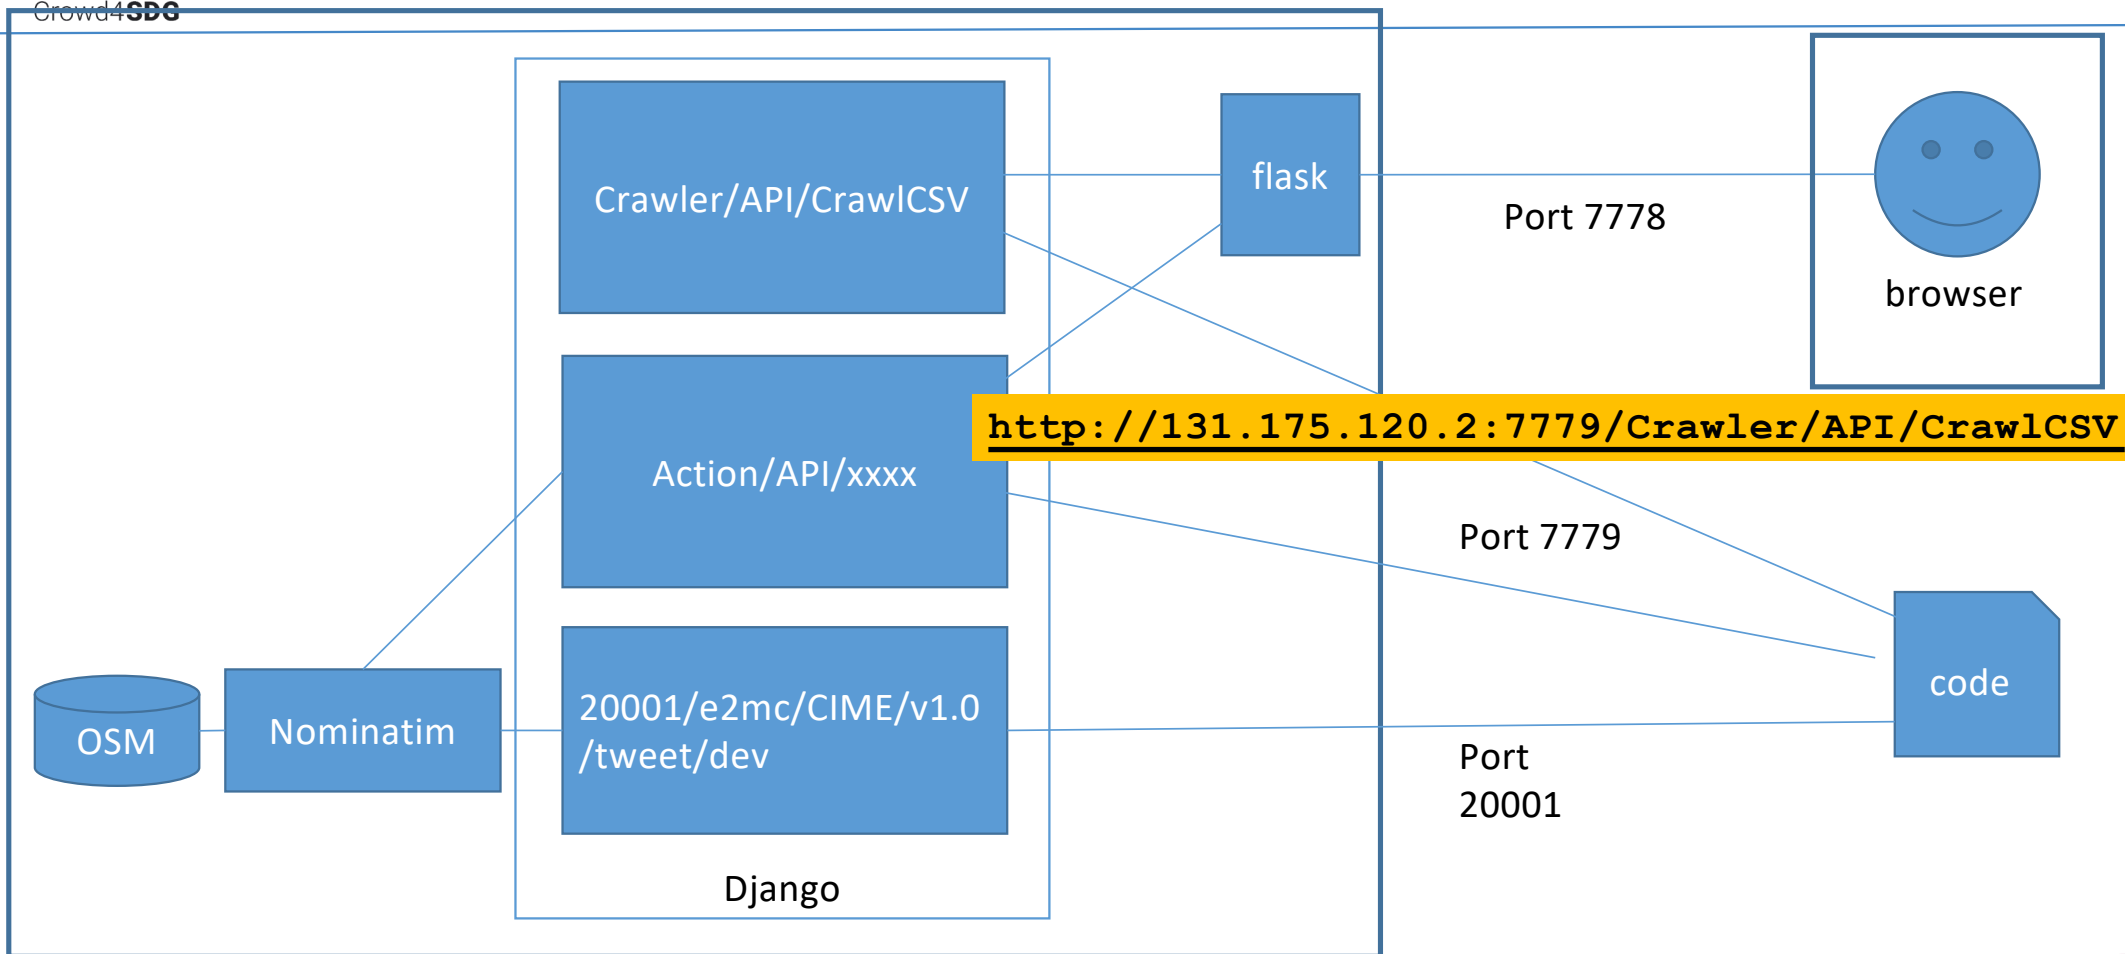 Crowd4SDG
Crawler/API/CrawlCSV
flask
Port 7778
browser
http://131.175.120.2:7779/Crawler/API/CrawlCSV
Action/API/xxxx
Port 7779
code
OSM
Nominatim
20001/e2mc/CIME/v1.0
/tweet/dev
Port
20001
Django